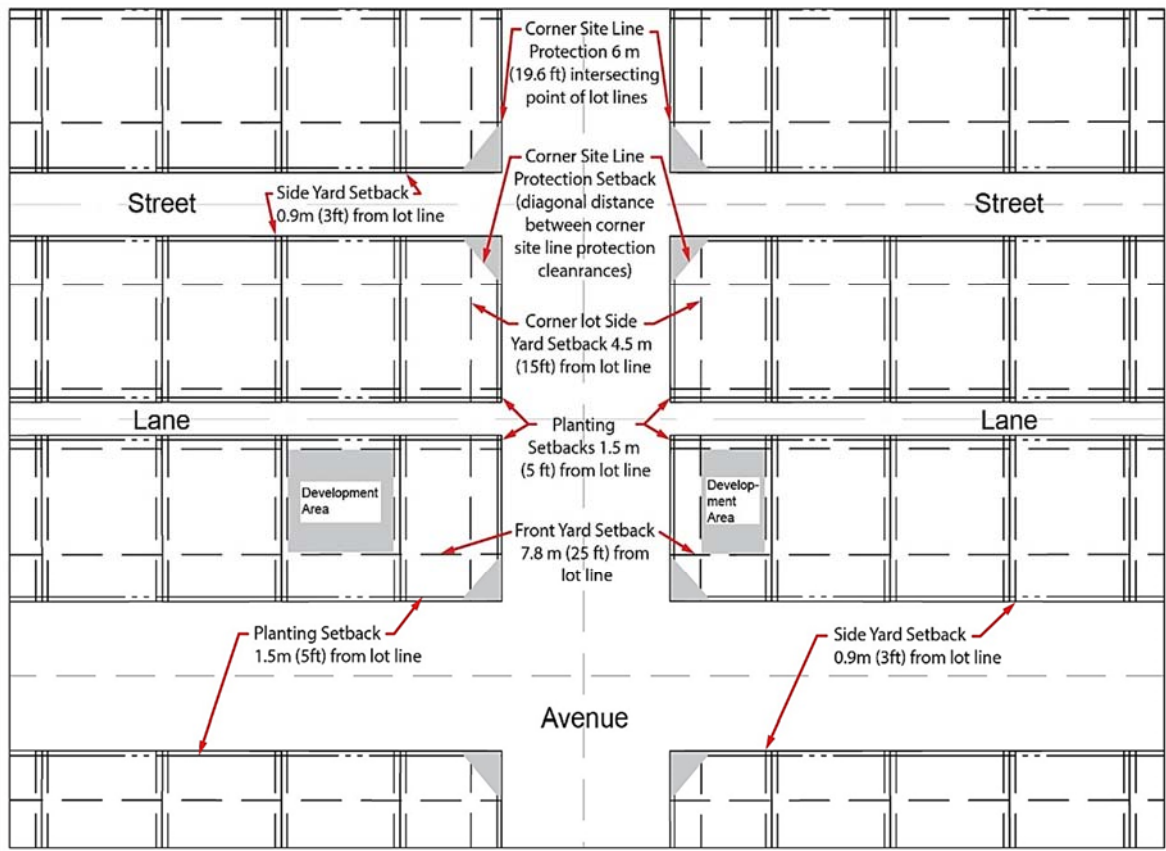 Corner Site Line
Protection 6 m
(19.6 ft) intersecting
point of lot lines
Corner Site Line
Protection Setback
(diagonal distance
between corner
site line protection
cleanrances)
Street
Side Yard Setback
0.9m (3ft) from lot line
Street
Corner lot Side
Yard Setback 4.5 m
(15ft) from lot line
Lane
Lane
Planting
Setbacks 1.5 m
(5 ft) from lot line
Development
Area
Develop-
ment
Area
Front Yard Setback
7.8 m (25 ft) from
lot line
Planting Setback
1.5m (5ft) from lot line
Side Yard Setback
0.9m (3ft) from lot line
Avenue